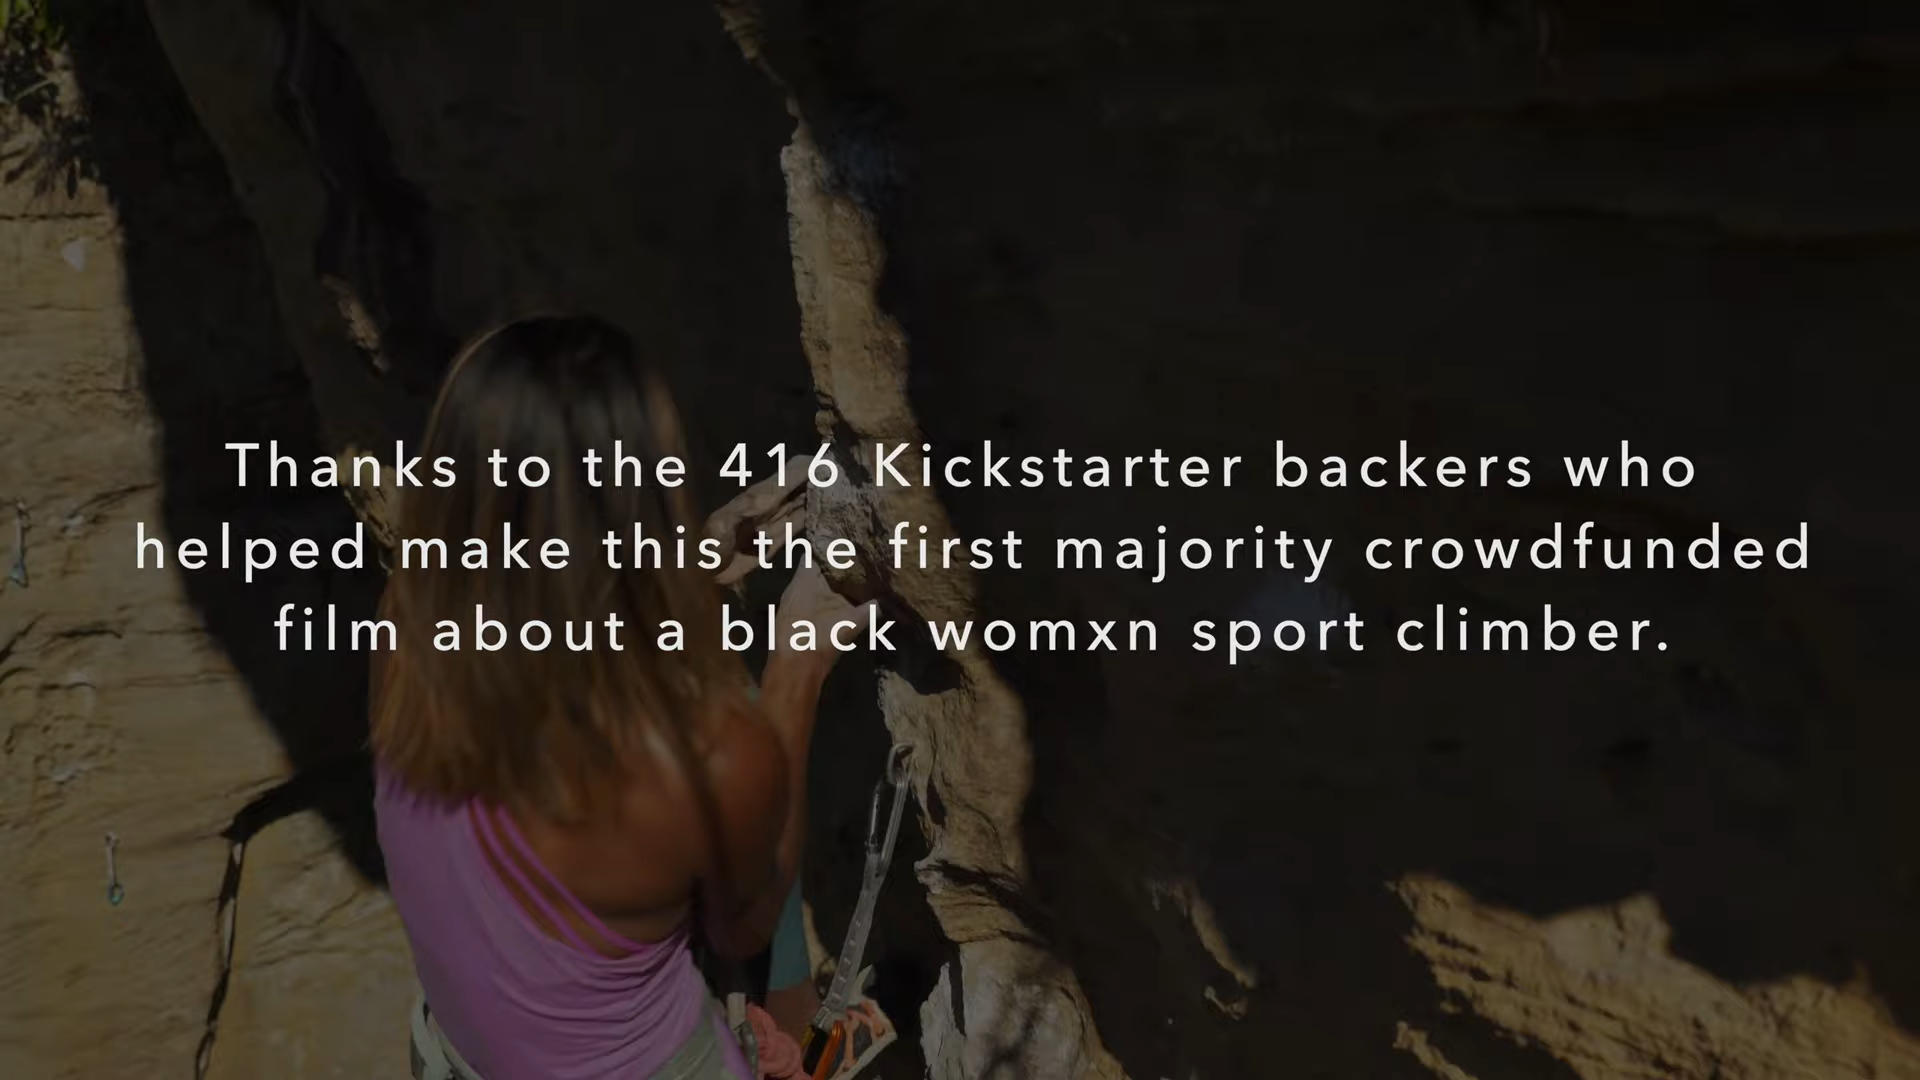 Thanks to the 416 Kickstarter backers who
helped make this the first majority crowdfunded
film about a black womxn sport climber.